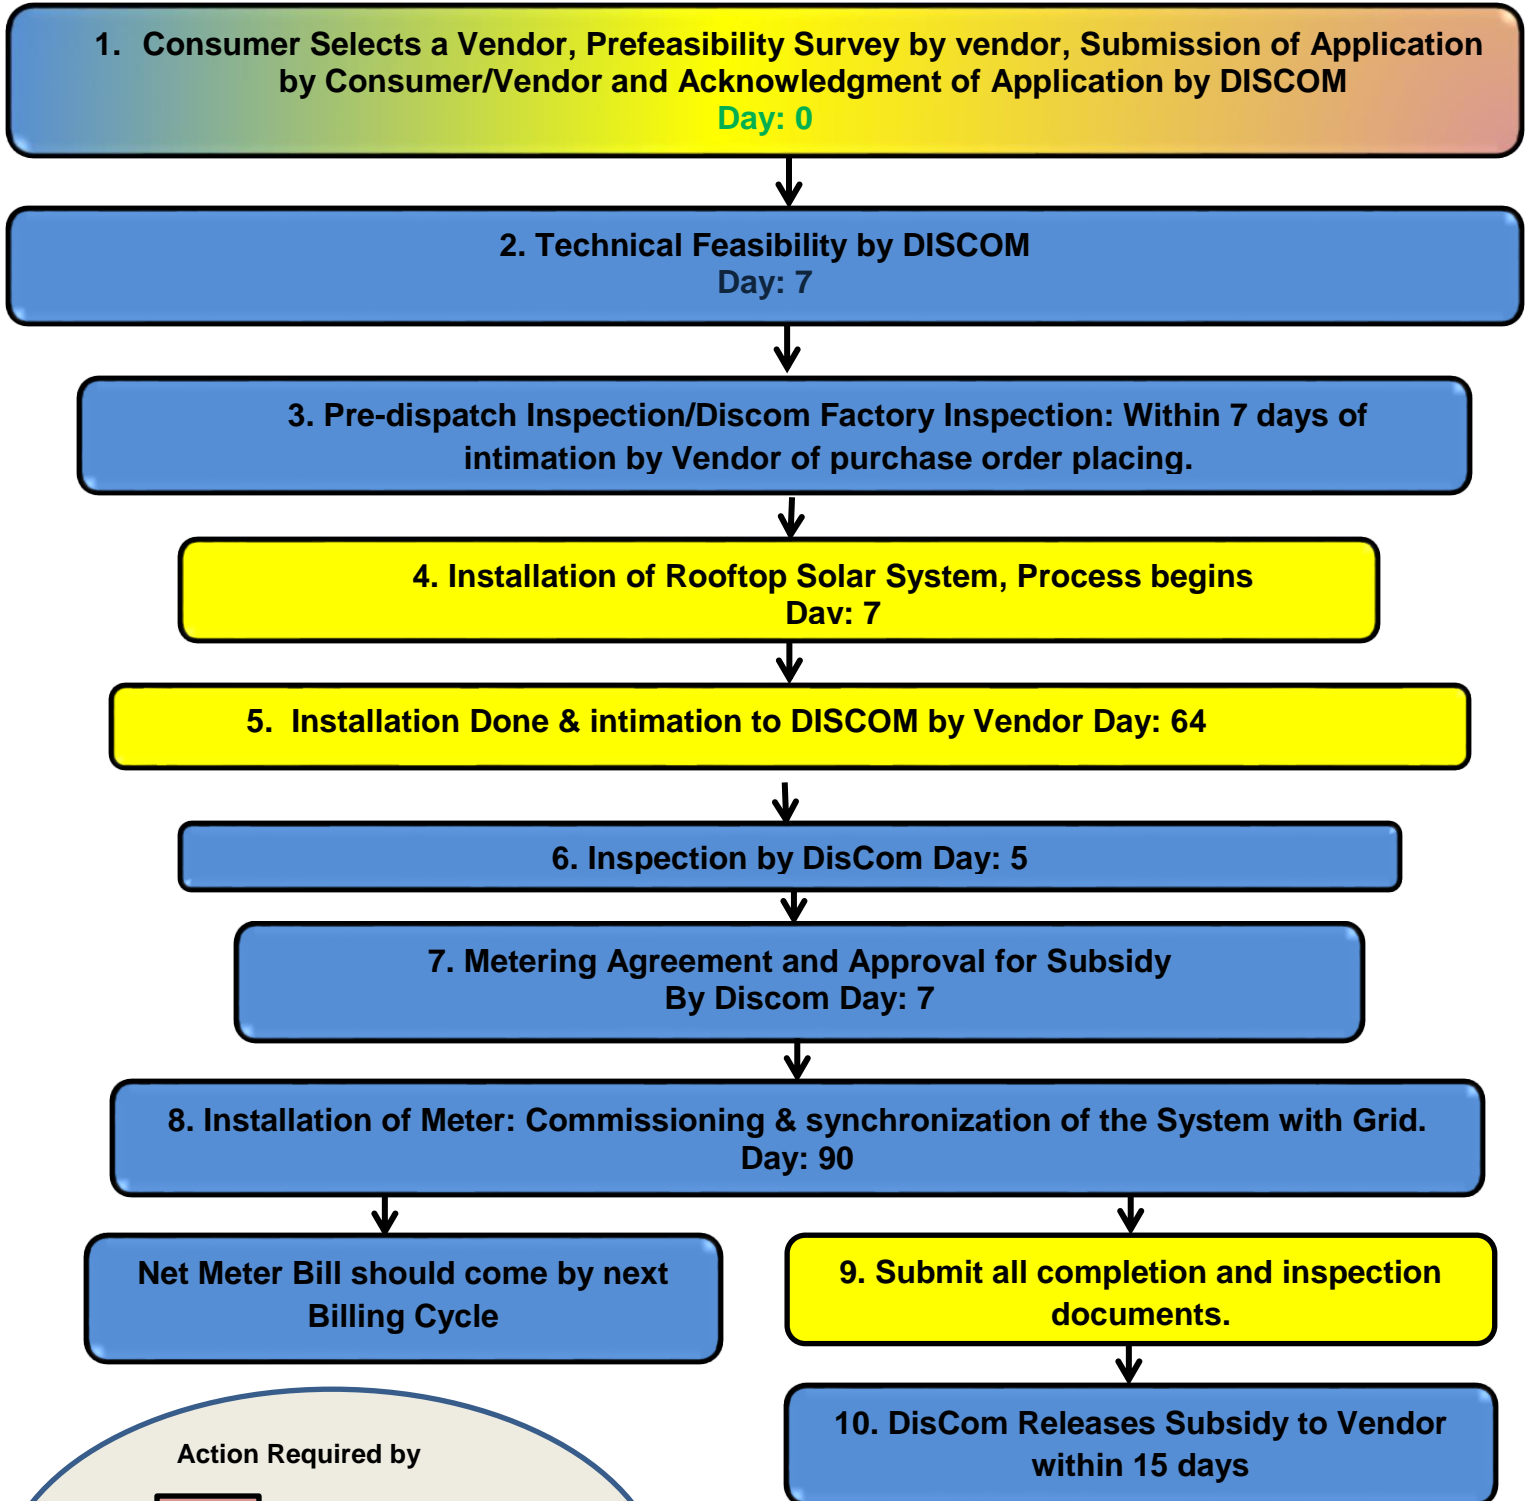 1. Consumer Selects a Vendor, Prefeasibility Survey by vendor, Submission of Application
by Consumer/Vendor and Acknowledgment of Application by DISCOM
Day: 0
2. Technical Feasibility by DISCOM
Day: 7
3. Pre-dispatch Inspection/Discom Factory Inspection: Within 7 days of
intimation by Vendor of purchase order placing.
4. Installation of Rooftop Solar System, Process begins
Day: 7
5. Installation Done & intimation to DISCOM by Vendor Day: 64
6. Inspection by DisCom Day: 5
7. Metering Agreement and Approval for Subsidy
By Discom Day: 7
8. Installation of Meter: Commissioning & synchronization of the System with Grid.
Day: 90
Net Meter Bill should come by next
Billing Cycle
9. Submit all completion and inspection
documents.
10. DisCom Releases Subsidy to Vendor
within 15 days
Action Required by